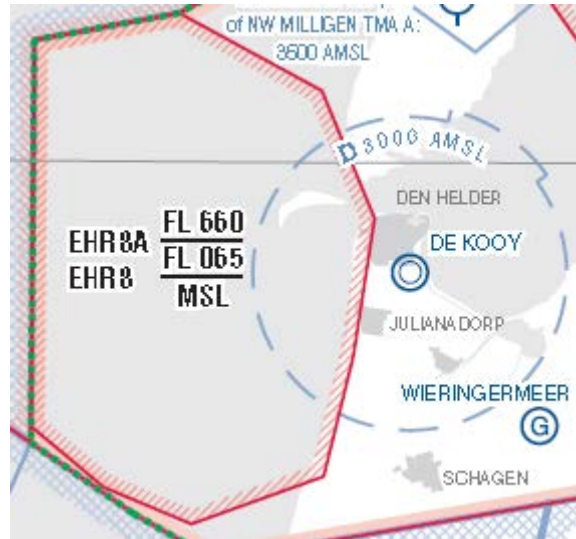 of NW MILLIGEN TMA A:
3500 AMSL
D 3000 AMSL
DEN HELDER
EHR8A FL 660
FL 065
EHR8 MSL
DE KOOY
JULIANADORP
WIERINGERMEER
G
SCHAGEN